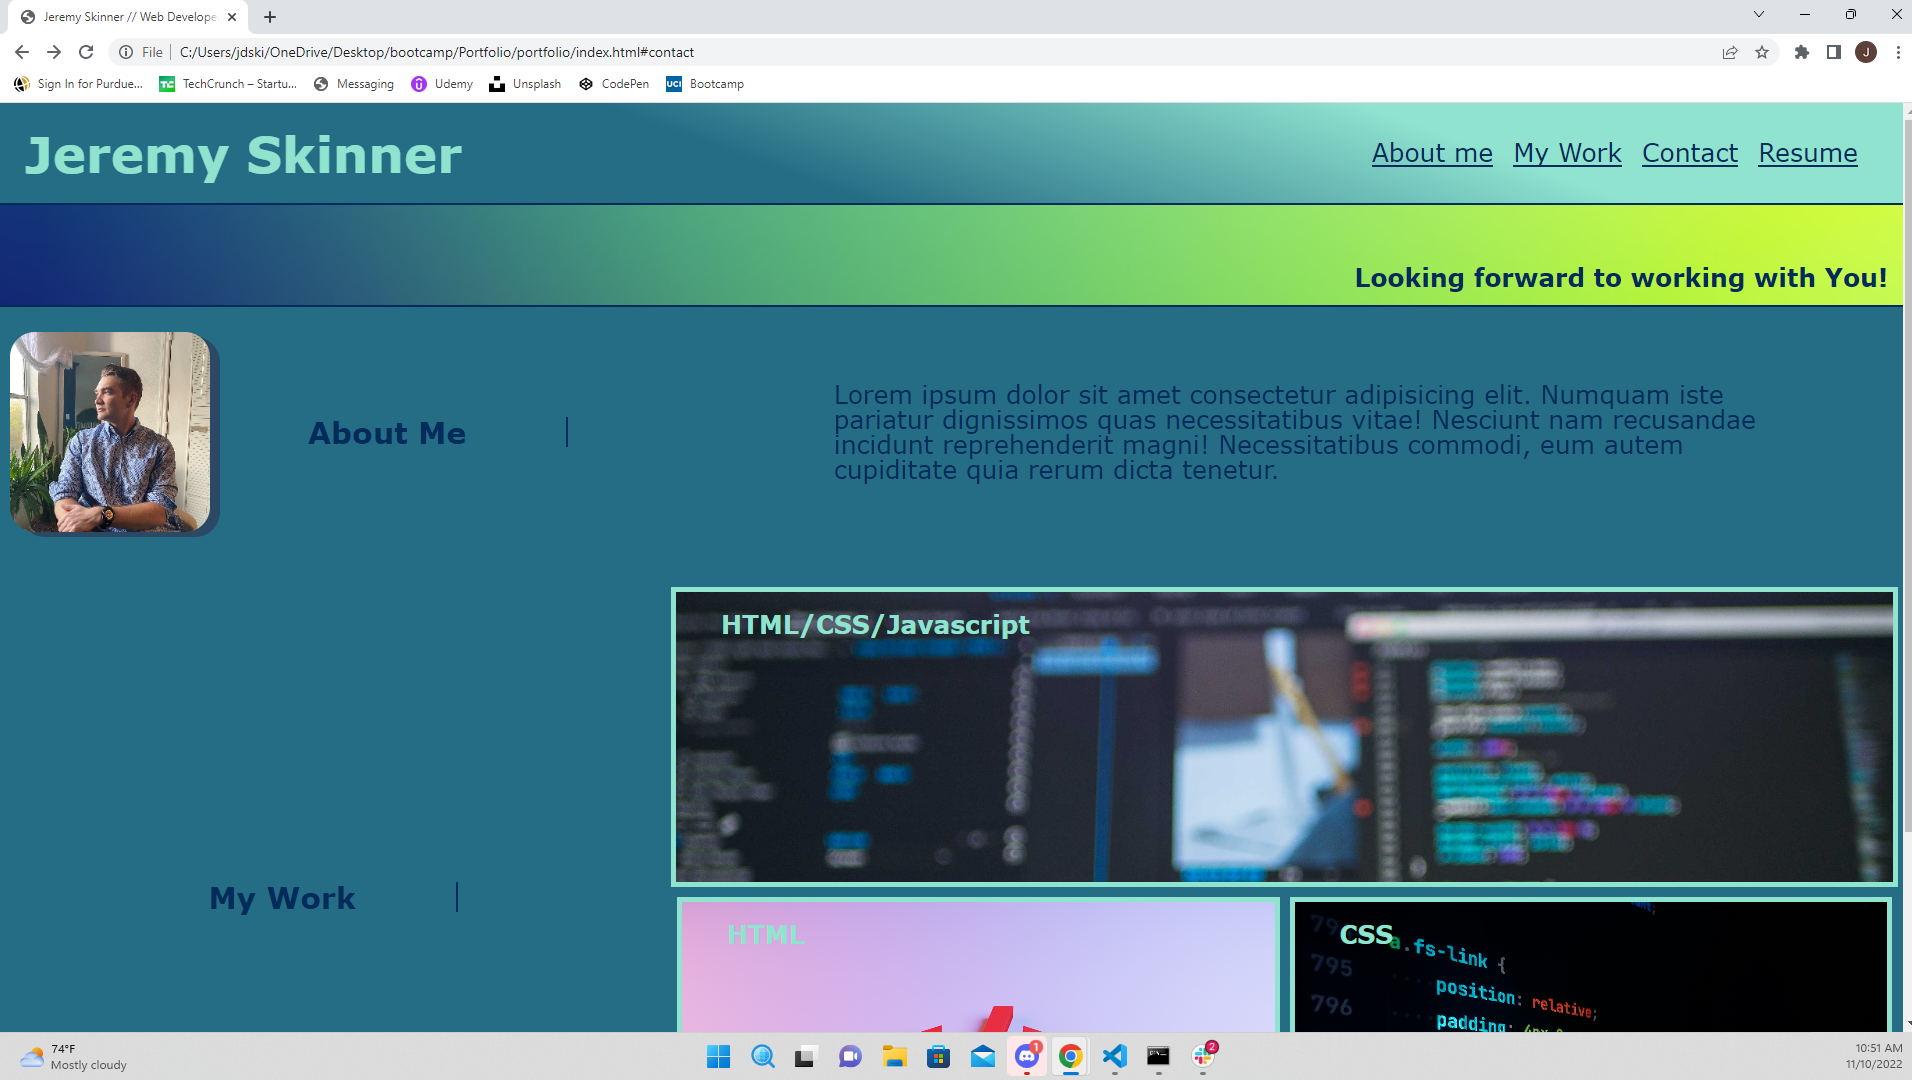 Jeremy Skinner // Web Develope
File
C:/Users/jdski/OneDrive/Desktop/bootcamp/Portfolio/portfolio/index.html#contact
J
Sign In for Purdue...
TechCrunch – Startu...
Messaging
Udemy
Unsplash
CodePen
UCI
Bootcamp
Jeremy Skinner
About me
My Work
Contact
Resume
Looking forward to working with You!
About Me
Lorem ipsum dolor sit amet consectetur adipisicing elit. Numquam iste
pariatur dignissimos quas necessitatibus vitae! Nesciunt nam recusandae
incidunt reprehenderit magni! Necessitatibus commodi, eum autem
cupiditate quia rerum dicta tenetur.
HTML/CSS/Javascript
My Work
HTML
CSS
a.fs-link {
795
position: relative;
796
padding: 4px
74°F
Mostly cloudy
1
2
10:51 AM
11/10/2022